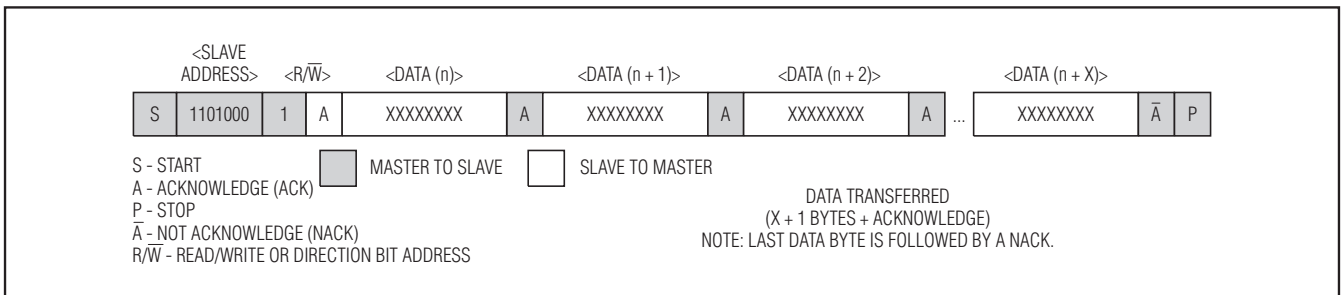 <SLAVE
ADDRESS> <R/W̅> <DATA (n)> <DATA (n + 1)> <DATA (n + 2)> <DATA (n + X)>
S 1101000 1 A XXXXXXXX A XXXXXXXX A XXXXXXXX A ... XXXXXXXX A̅ P
S - START
MASTER TO SLAVE SLAVE TO MASTER
A - ACKNOWLEDGE (ACK)
P - STOP
A̅ - NOT ACKNOWLEDGE (NACK)
R/W̅ - READ/WRITE OR DIRECTION BIT ADDRESS
DATA TRANSFERRED
(X + 1 BYTES + ACKNOWLEDGE)
NOTE: LAST DATA BYTE IS FOLLOWED BY A NACK.